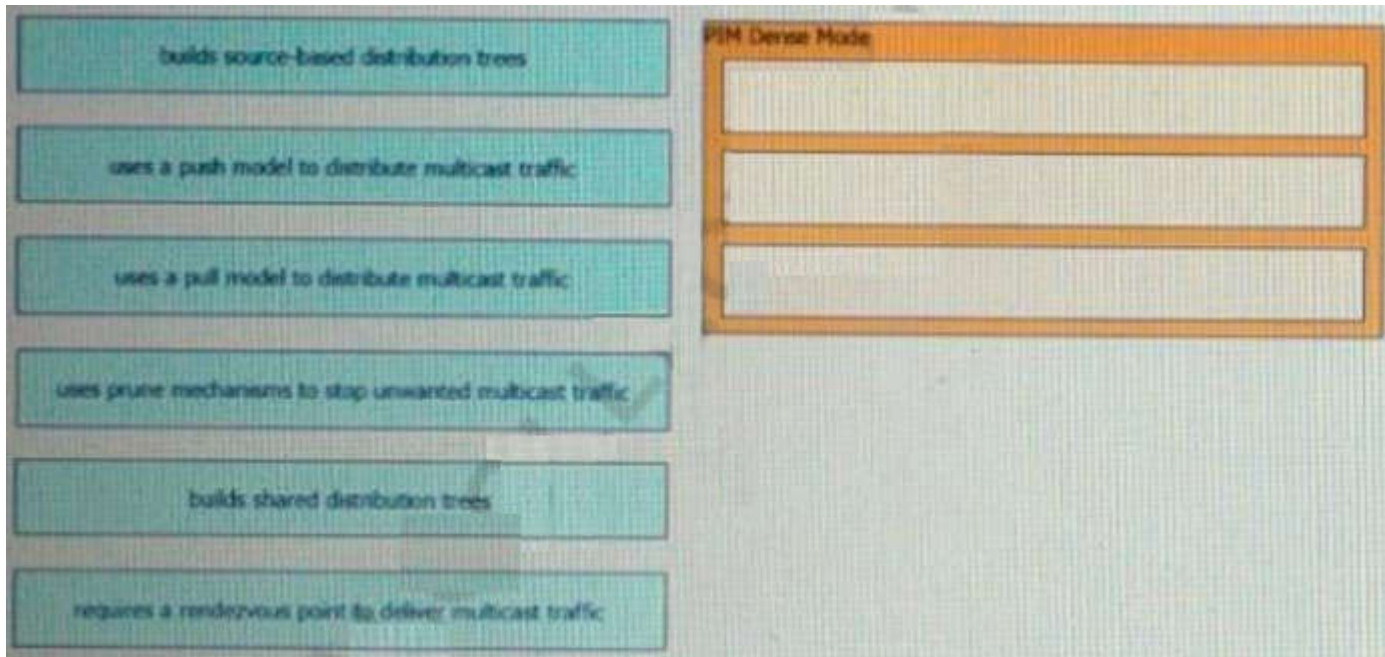 builds source-based distribution trees
uses a push model to distribute multicast traffic
uses a pull model to distribute multicast traffic
uses prune mechanisms to stop unwanted multicast traffic
builds shared distribution trees
requires a rendezvous point to deliver multicast traffic
PIM Dense Mode